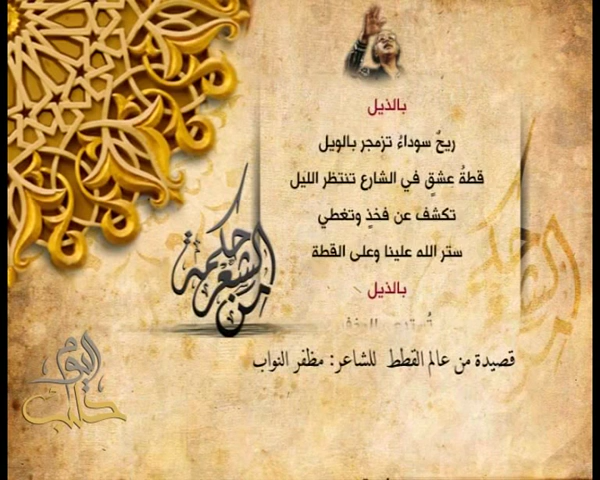 بالذيل
ريحٌ سوداءُ تزمجر بالويل
قطةُ عشقٍ في الشارع تنتظر الليل
تكشف عن فخذٍ وتغطي
ستر الله علينا وعلى القطة
بالذيل
حكمة
من الشعر
قصيدة من عالم القطط للشاعر: مظفر النواب
اليوم
حلب